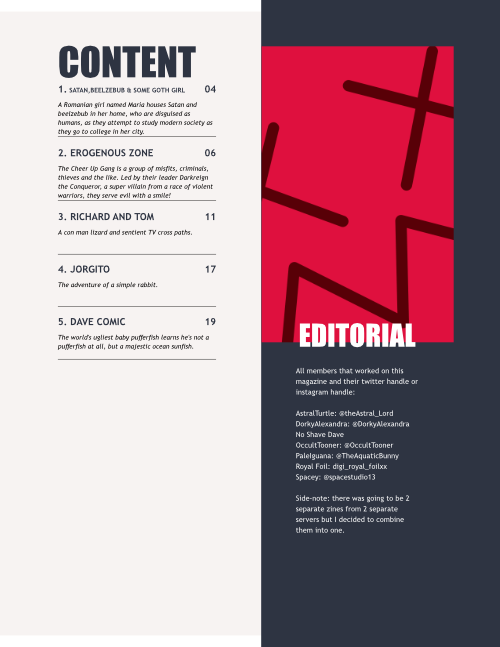 CONTENT
1. SATAN,BEELZEBUB & SOME GOTH GIRL 04
A Romanian girl named Maria houses Satan and
beelzebub in her home, who are disguised as
humans, as they attempt to study modern society as
they go to college in her city.
2. EROGENOUS ZONE 06
The Cheer Up Gang is a group of misfits, criminals,
thieves and the like. Led by their leader Darkreign
the Conqueror, a super villain from a race of violent
warriors, they serve evil with a smile!
3. RICHARD AND TOM 11
A con man lizard and sentient TV cross paths.
4. JORGITO 17
The adventure of a simple rabbit.
5. DAVE COMIC 19
The world's ugliest baby pufferfish learns he's not a
pufferfish at all, but a majestic ocean sunfish.
EDITORIAL
All members that worked on this
magazine and their twitter handle or
instagram handle:
AstralTurtle: @theAstral_Lord
DorkyAlexandra: @DorkyAlexandra
No Shave Dave
OccultTooner: @OccultTooner
PaleIguana: @TheAquaticBunny
Royal Foil: digi_royal_foilxx
Spacey: @spacestudio13
Side-note: there was going to be 2
separate zines from 2 separate
servers but I decided to combine
them into one.